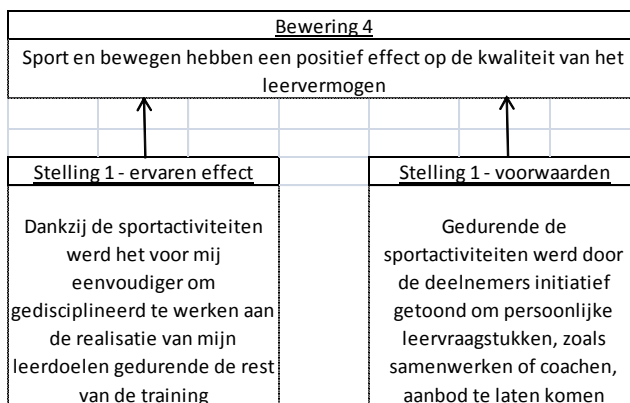 Bewering 4
Sport en bewegen hebben een positief effect op de kwaliteit van het
leervermogen
Stelling 1 - ervaren effect
Dankzij de sportactiviteiten
werd het voor mij
eenvoudiger om
gedisciplineerd te werken aan
de realisatie van mijn
leerdoelen gedurende de rest
van de training
Stelling 1 - voorwaarden
Gedurende de
sportactiviteiten werd door
de deelnemers initiatief
getoond om persoonlijke
leervraagstukken, zoals
samenwerken of coachen,
aanbod te laten komen